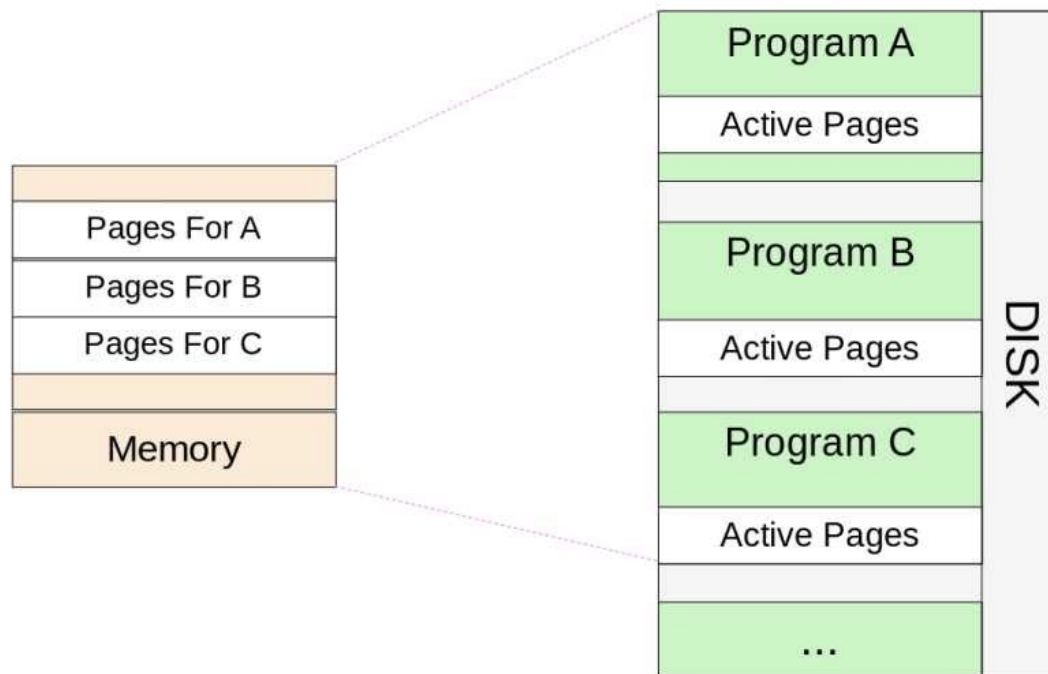 Pages For A
Pages For B
Pages For C
Memory
Program A
Active Pages
Program B
Active Pages
Program C
Active Pages
...
DISK